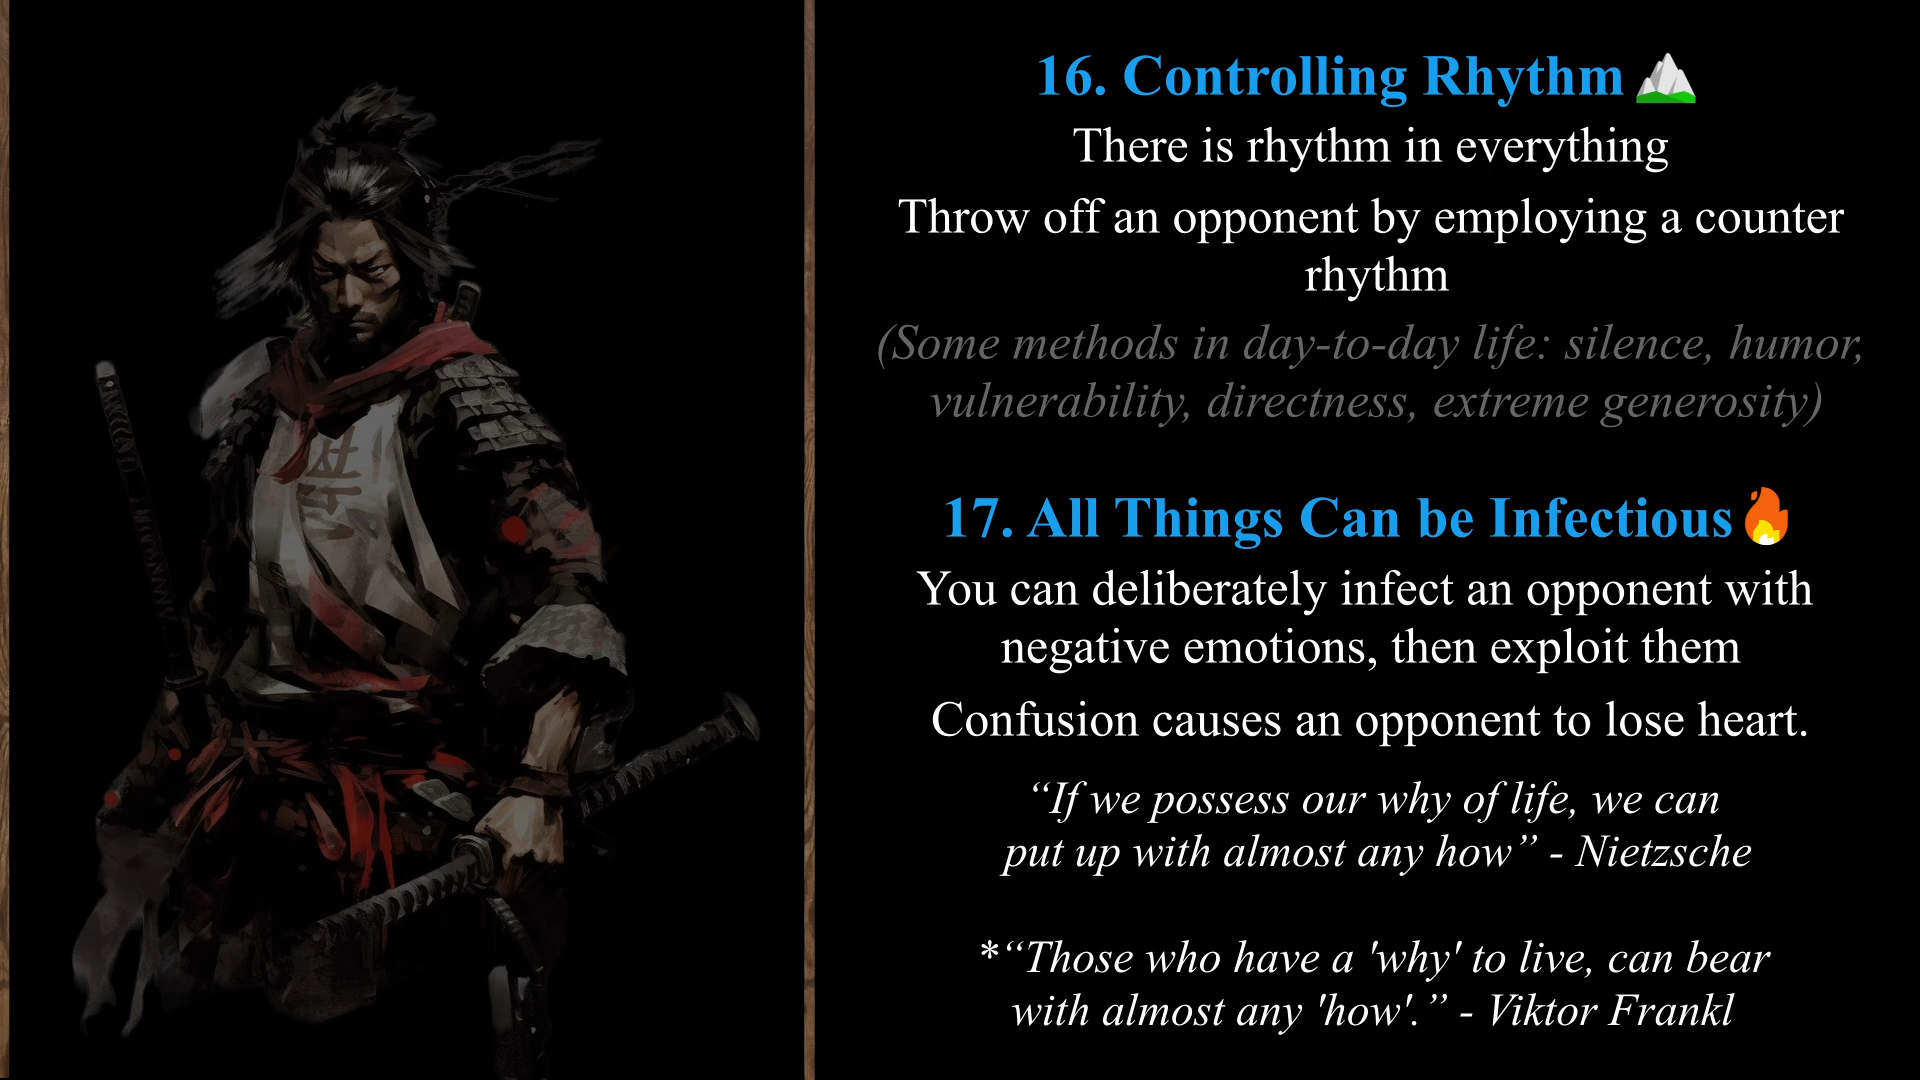 16. Controlling Rhythm
There is rhythm in everything
Throw off an opponent by employing a counter
rhythm
(Some methods in day-to-day life: silence, humor,
vulnerability, directness, extreme generosity)
17. All Things Can be Infectious
You can deliberately infect an opponent with
negative emotions, then exploit them
Confusion causes an opponent to lose heart.
“If we possess our why of life, we can
put up with almost any how” - Nietzsche
*“Those who have a 'why' to live, can bear
with almost any 'how'.” - Viktor Frankl